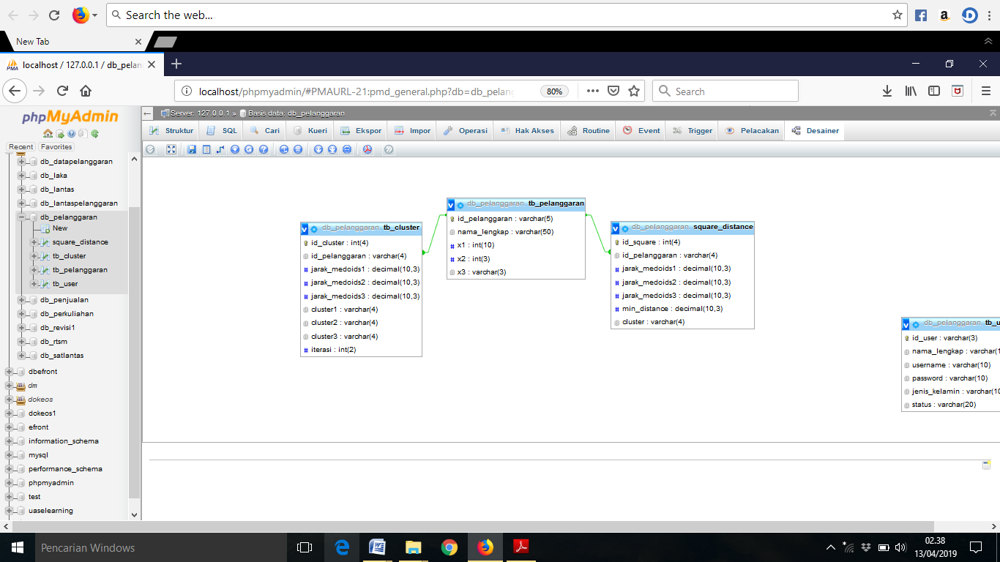 Search the web...
New Tab
localhost / 127.0.0.1 / db_pelan
localhost/phpmyadmin/#PMAURL-21:pmd_general.php?db=db_pelang
80%
Search
phpMyAdmin
Recent
Favorites
db_datapelanggaran
db_laka
db_lantas
db_lantaspelanggaran
db_pelanggaran
New
square_distance
tb_cluster
tb_pelanggaran
tb_user
db_penjualan
db_perkuliahan
db_revisi1
db_rtsm
db_satlantas
dbefront
dm
dokeos
dokeos1
efront
information_schema
mysql
performance_schema
phpmyadmin
test
uaselearning
Server: 127.0.0.1 » Basis data: db_pelanggaran
Struktur
SQL
Cari
Kueri
Ekspor
Impor
Operasi
Hak Akses
Routine
Event
Trigger
Pelacakan
Desainer
db_pelanggaran. tb_cluster
id_cluster : int(4)
id_pelanggaran : varchar(4)
jarak_medoids1 : decimal(10,3)
jarak_medoids2 : decimal(10,3)
jarak_medoids3 : decimal(10,3)
cluster1 : varchar(4)
cluster2 : varchar(4)
cluster3 : varchar(4)
iterasi : int(2)
db_pelanggaran. tb_pelanggaran
id_pelanggaran : varchar(5)
nama_lengkap : varchar(50)
x1 : int(10)
x2 : int(3)
x3 : varchar(3)
db_pelanggaran. square_distance
id_square : int(4)
id_pelanggaran : varchar(4)
jarak_medoids1 : decimal(10,3)
jarak_medoids2 : decimal(10,3)
jarak_medoids3 : decimal(10,3)
min_distance : decimal(10,3)
cluster : varchar(4)
db_pelanggaran. tb_u
id_user : varchar(3)
nama_lengkap : varchar(1
username : varchar(10)
password : varchar(10)
jenis_kelamin : varchar(10
status : varchar(20)
Pencarian Windows
02.38
13/04/2019